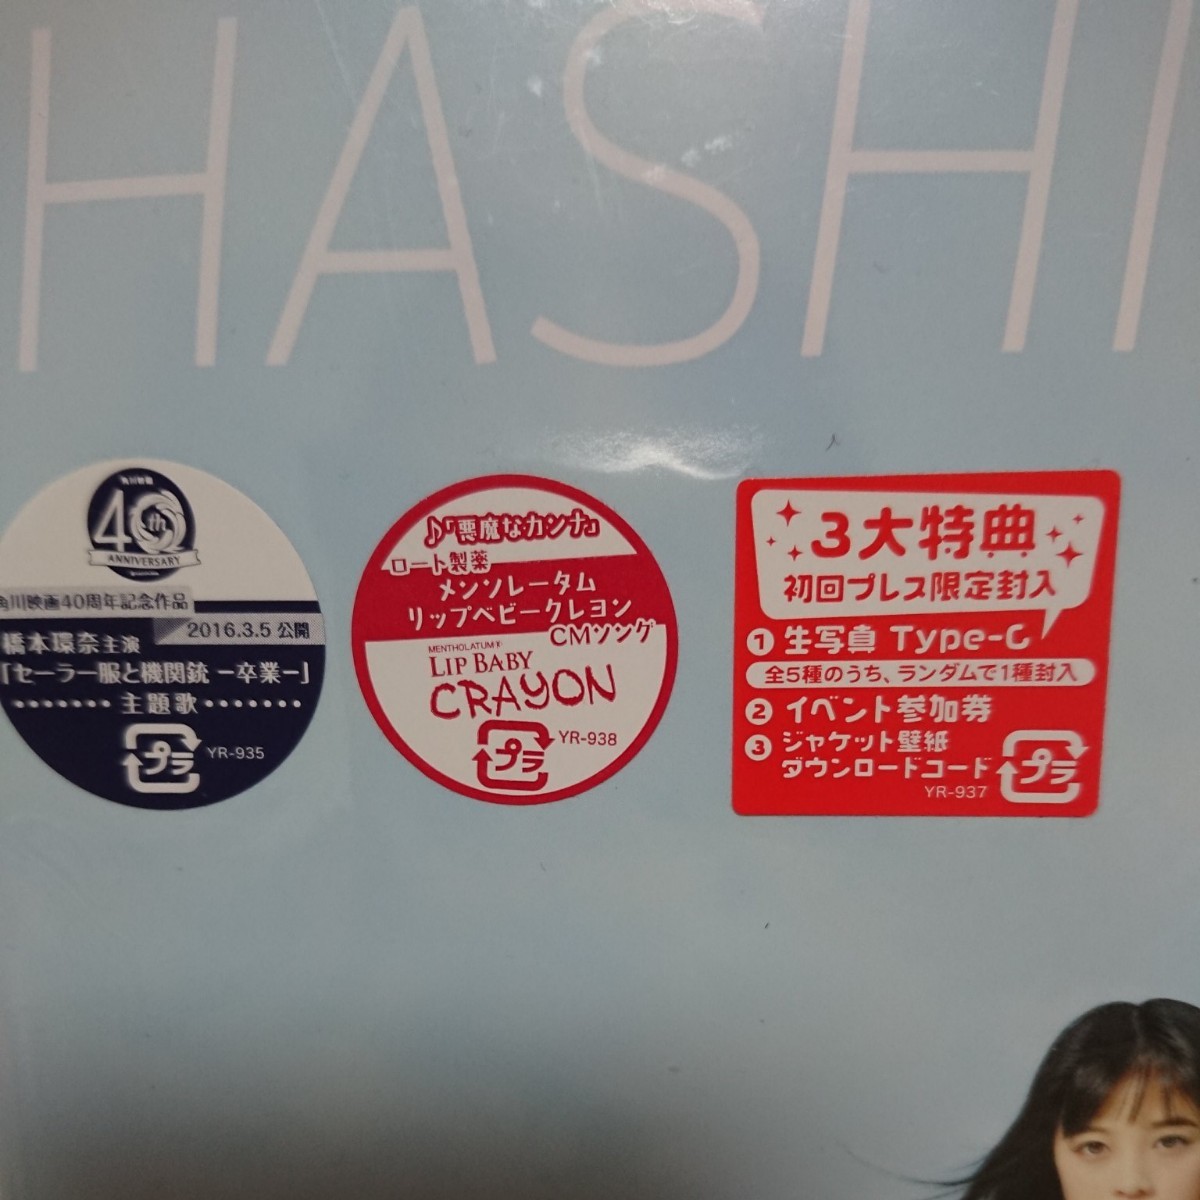 HASHI
角川映画
40th
ANNIVERSARY
角川映画40周年記念作品
2016.3.5 公開
橋本環奈主演
「セーラー服と機関銃 −卒業−」
主題歌
プラ
YR-935
♪「悪魔なカンナ」
ロート製薬
メンソレータム
リップベビークレヨン
CMソング
MENTHOLATUM®
LIP BABY
CRAYON
プラ
YR-938
3大特典
初回プレス限定封入
① 生写真 Type-C
全5種のうち、ランダムで1種封入
② イベント参加券
③ ジャケット壁紙
ダウンロードコード
プラ
YR-937